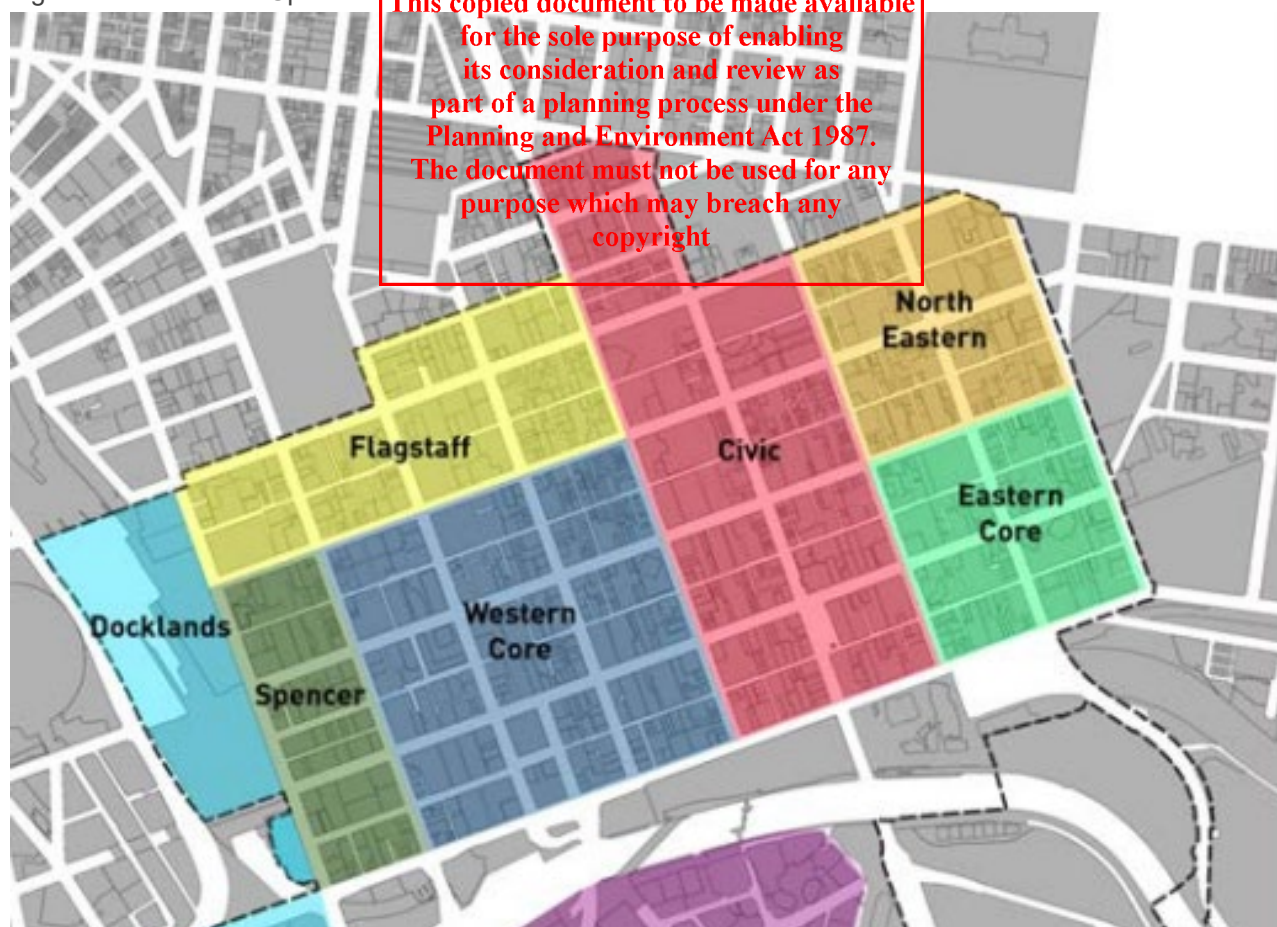 This copied document to be made available
for the sole purpose of enabling
its consideration and review as
part of a planning process under the
Planning and Environment Act 1987.
The document must not be used for any
purpose which may breach any
copyright
North
Eastern
Flagstaff
Civic
Eastern
Core
Western
Core
Docklands
Spencer